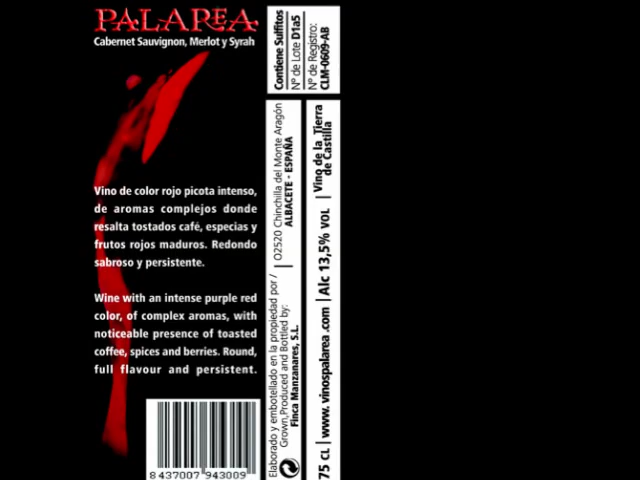 PALAREA
Cabernet Sauvignon, Merlot y Syrah
Vino de color rojo picota intenso,
de aromas complejos donde
resalta tostados café, especias y
frutos rojos maduros. Redondo
sabroso y persistente.
Wine with an intense purple red
color, of complex aromas, with
noticeable presence of toasted
coffee, spices and berries. Round,
full flavour and persistent.
8 437007 943009
Contiene Sulfitos
Nº de Lote D1a5
Nº de Registro:
CLM-0609-AB
Elaborado y embotellado en la propiedad por /
Grown,Produced and Bottled by:
Finca Manzanares, S.L.
O2520 Chinchilla del Monte Aragón
ALBACETE - ESPAÑA
75 CL | www. vinospalarea .com | Alc 13,5% VOL |
Vino de la Tierra
de Castilla